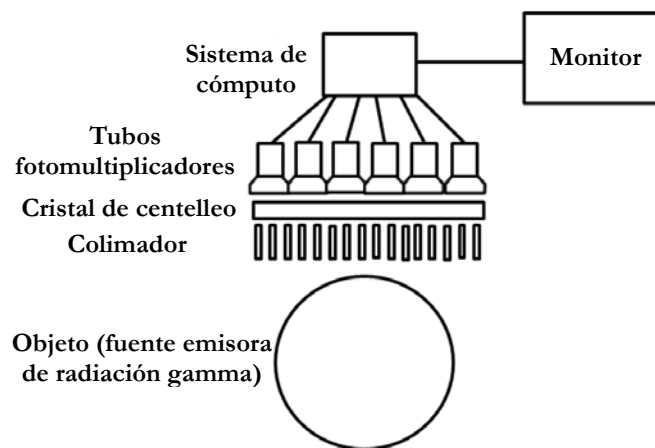 Sistema de
cómputo
Monitor
Tubos
fotomultiplicadores
Cristal de centelleo
Colimador
Objeto (fuente emisora
de radiación gamma)